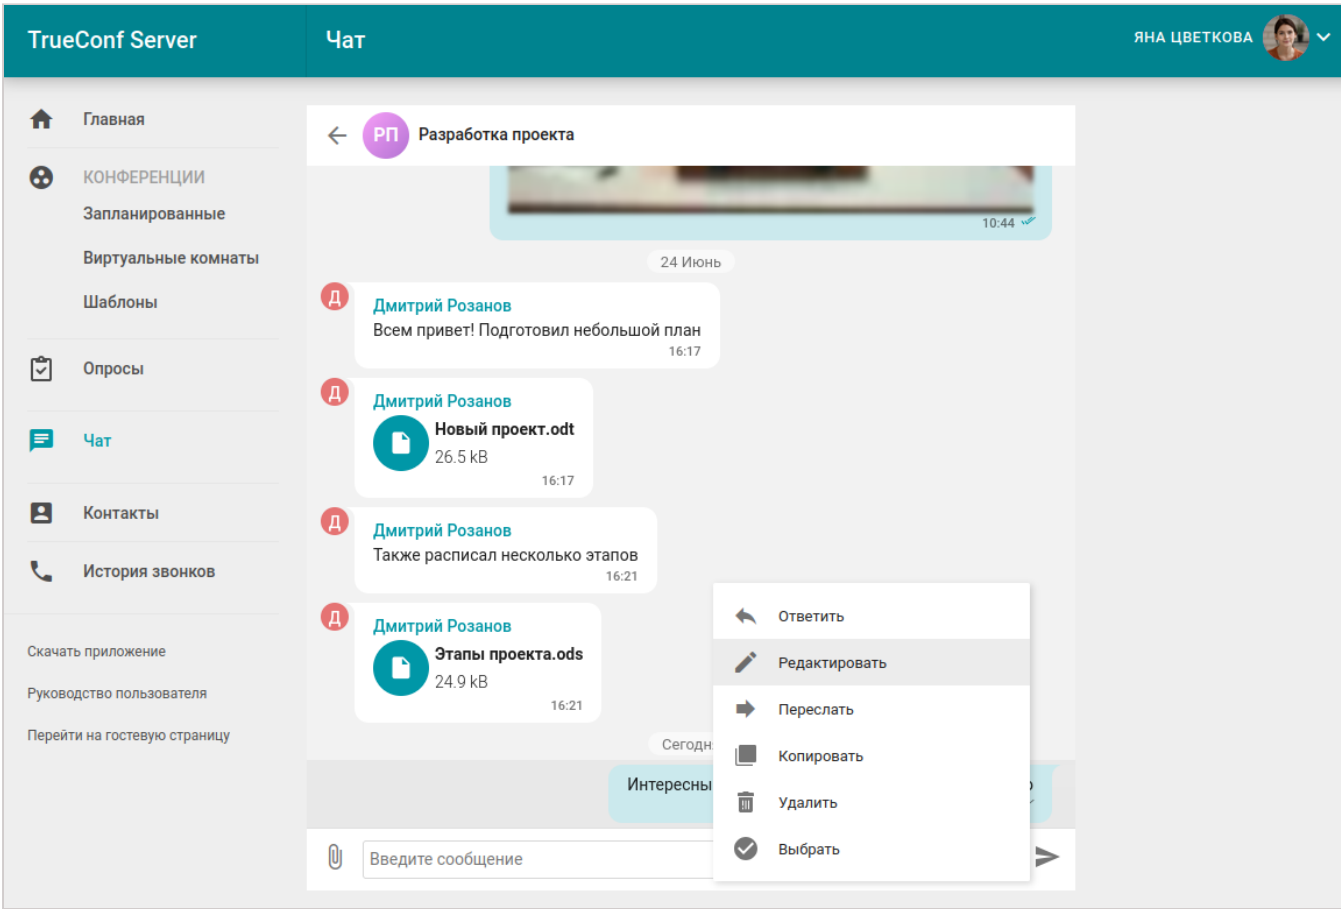 TrueConf Server
Чат
ЯНА ЦВЕТКОВА
Главная
КОНФЕРЕНЦИИ
Запланированные
Виртуальные комнаты
Шаблоны
Опросы
Чат
Контакты
История звонков
Скачать приложение
Руководство пользователя
Перейти на гостевую страницу
РП
Разработка проекта
10:44
24 Июнь
Д
Дмитрий Розанов
Всем привет! Подготовил небольшой план
16:17
Д
Дмитрий Розанов
Новый проект.odt
26.5 kB
16:17
Д
Дмитрий Розанов
Также расписал несколько этапов
16:21
Д
Дмитрий Розанов
Этапы проекта.ods
24.9 kB
16:21
Ответить
Редактировать
Переслать
Копировать
Удалить
Выбрать
Введите сообщение